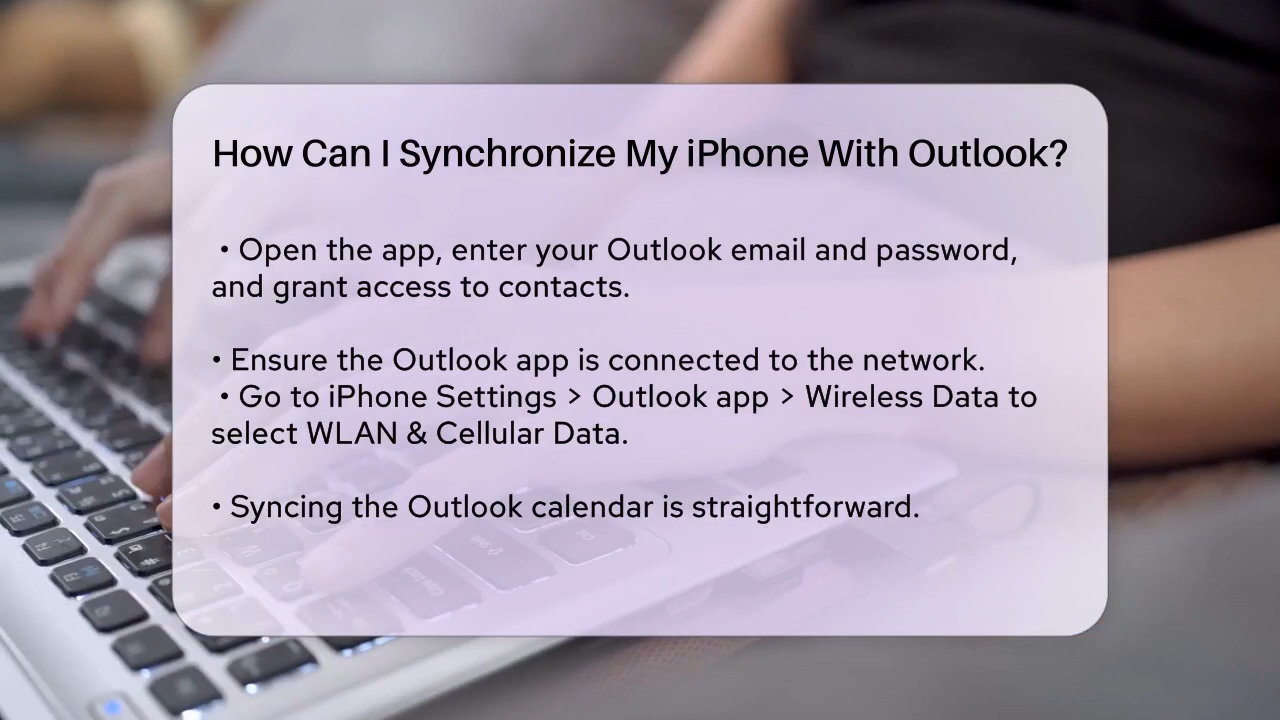 How Can I Synchronize My iPhone With Outlook?
• Open the app, enter your Outlook email and password,
and grant access to contacts.
• Ensure the Outlook app is connected to the network.
• Go to iPhone Settings > Outlook app > Wireless Data to
select WLAN & Cellular Data.
• Syncing the Outlook calendar is straightforward.